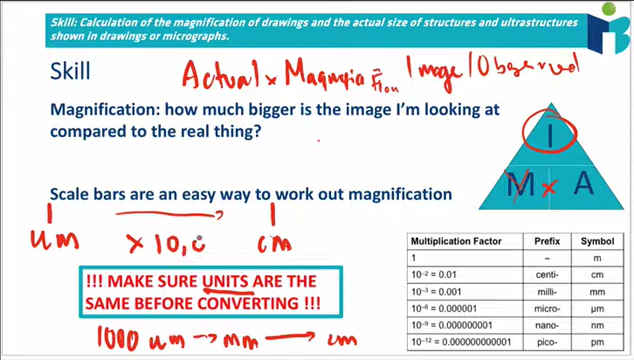 Skill: Calculation of the magnification of drawings and the actual size of structures and ultrastructures
shown in drawings or micrographs.
Skill
Actual x Magnification = Image / Observed
Magnification: how much bigger is the image I'm looking at
compared to the real thing?
I
M x A
Scale bars are an easy way to work out magnification
um x 10,0 cm
!!! MAKE SURE UNITS ARE THE
SAME BEFORE CONVERTING !!!
1000 um → mm → cm
Multiplication Factor Prefix Symbol
1 – m
10⁻² = 0.01 centi- cm
10⁻³ = 0.001 milli- mm
10⁻⁶ = 0.000001 micro- µm
10⁻⁹ = 0.000000001 nano- nm
10⁻¹² = 0.000000000001 pico- pm